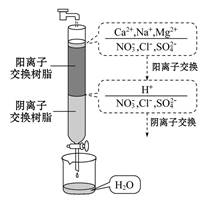 Ca²⁺,Na⁺,Mg²⁺
NO₃⁻,Cl⁻,SO₄²⁻
阳离子
交换树脂
阳离子交换
阴离子
交换树脂
H⁺
NO₃⁻,Cl⁻,SO₄²⁻
阴离子交换
H₂O